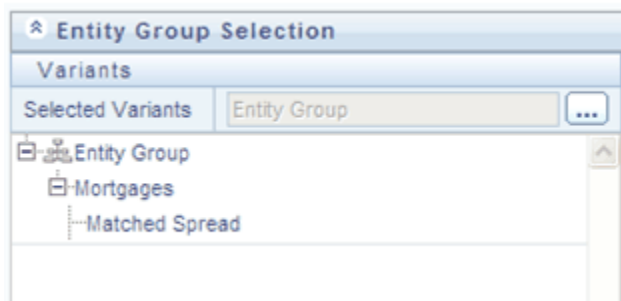 Entity Group Selection
Variants
Selected Variants Entity Group ...
Entity Group
Mortgages
Matched Spread